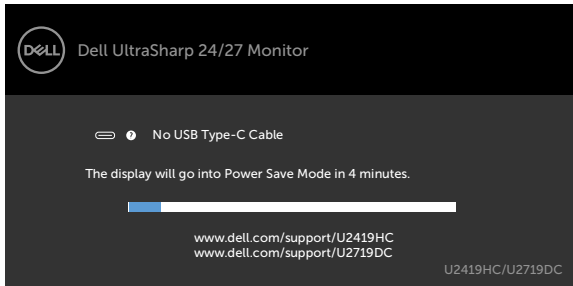 DELL Dell UltraSharp 24/27 Monitor
? No USB Type-C Cable
The display will go into Power Save Mode in 4 minutes.
www.dell.com/support/U2419HC
www.dell.com/support/U2719DC
U2419HC/U2719DC